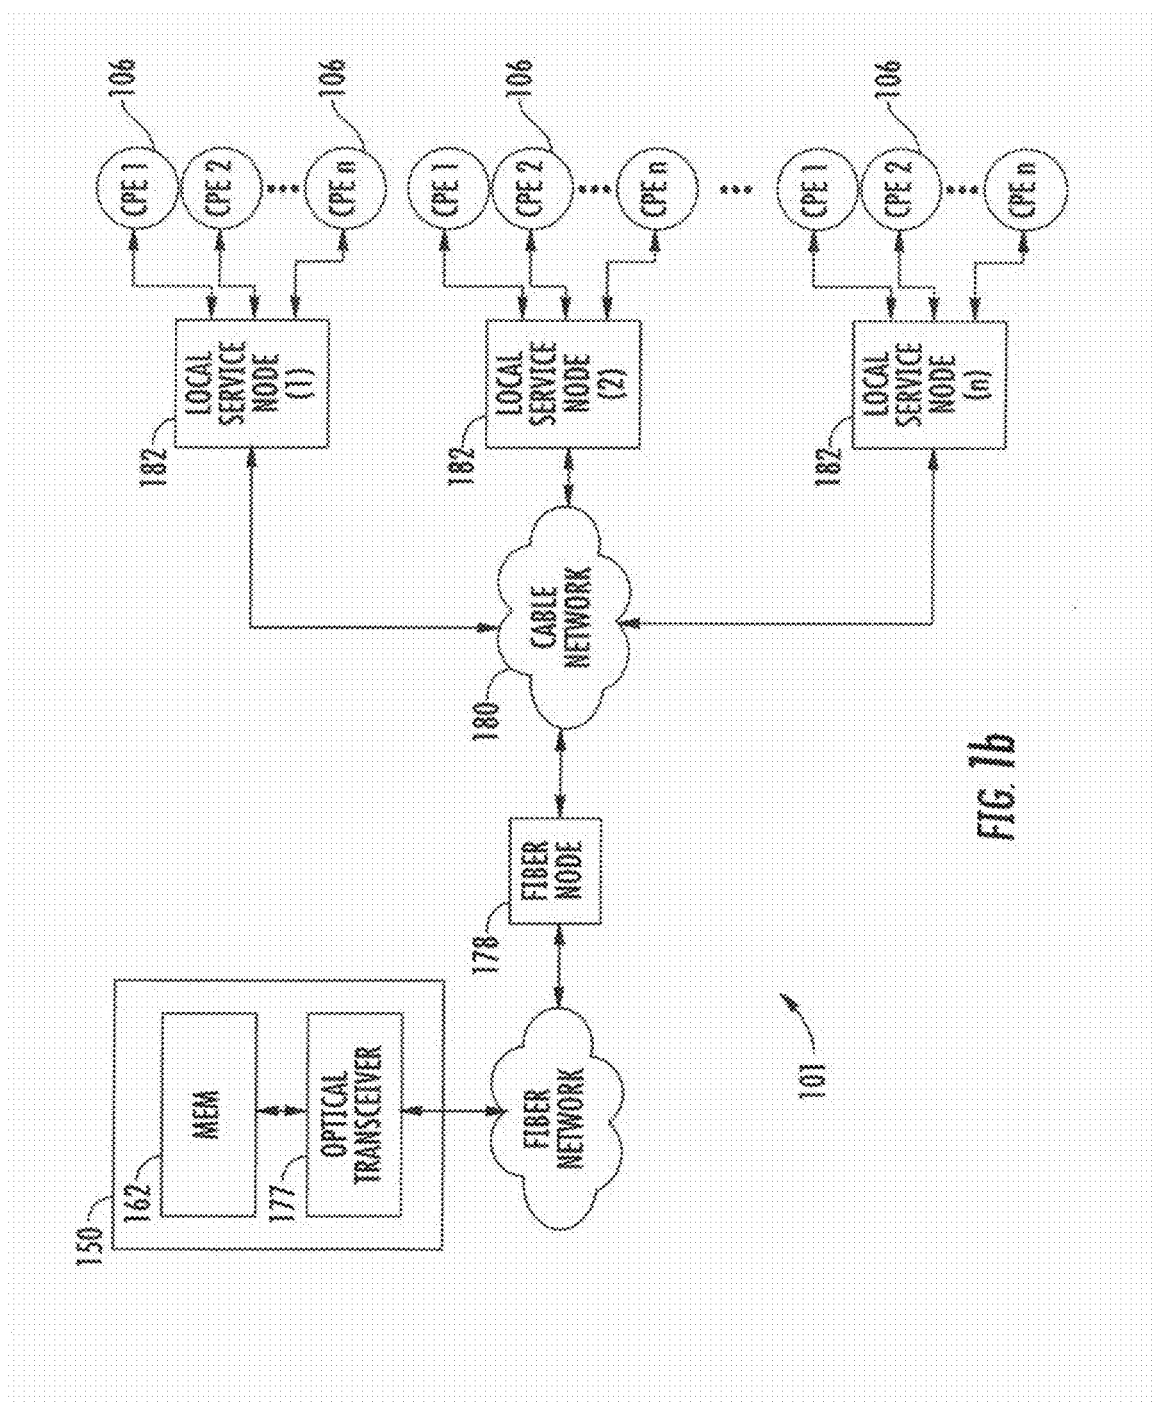 150
162
MEM
177
OPTICAL
TRANSCEIVER
FIBER
NETWORK
101
178
FIBER
NODE
180
CABLE
NETWORK
FIG. 1b
182
LOCAL
SERVICE
NODE
(1)
182
LOCAL
SERVICE
NODE
(2)
182
LOCAL
SERVICE
NODE
(n)
CPE 1
CPE 2
•••
CPE n
CPE 1
CPE 2
•••
CPE n
•••
CPE 1
CPE 2
•••
CPE n
106
106
106
106